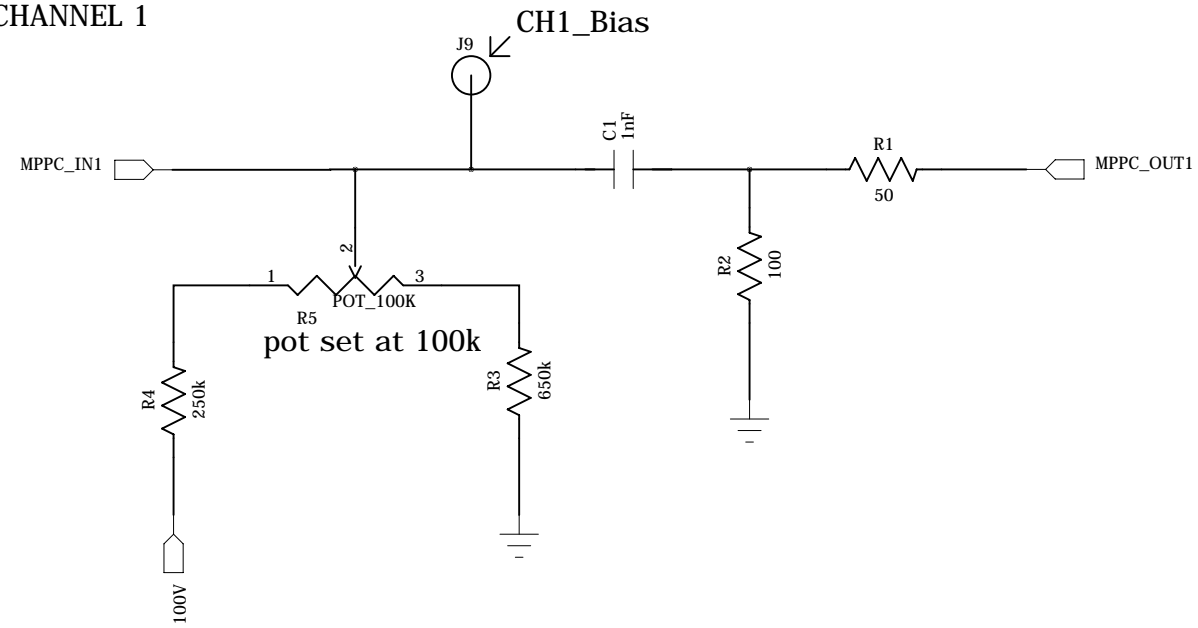 CHANNEL 1
CH1_Bias
J9
C1
1nF
R1
MPPC_IN1
MPPC_OUT1
50
2
R2
100
1
3
POT_100K
R5
pot set at 100k
R4
250k
R3
650k
100V